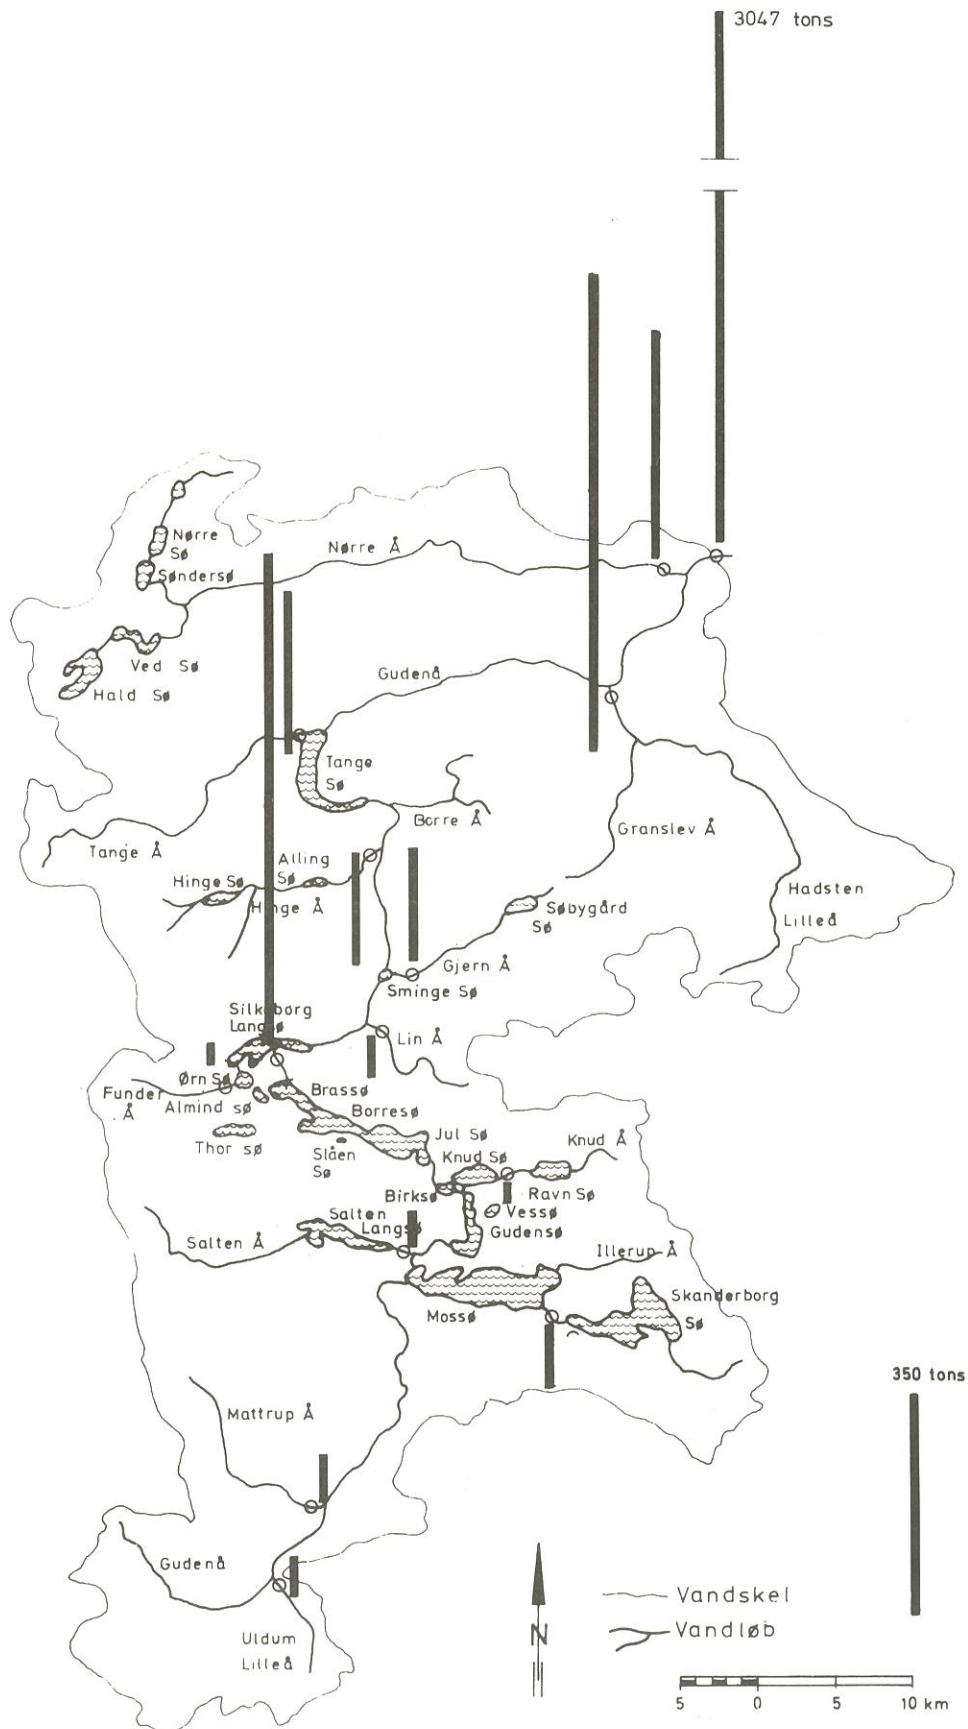 3047 tons
Nørre
Sø
Søndersø
Nørre Å
Ved Sø
Hald Sø
Gudenå
Tange
Sø
Borre Å
Granslev Å
Tange Å
Alling
Sø
Hinge Sø
Hinge Å
Hadsten
Lilleå
Søbygård
Sø
Gjern Å
Sminge Sø
Silkeborg
Langsø
Lin Å
Ørn Sø
Funder
Å
Almind sø
Brassø
Borresø
Thor sø
Slåen
Sø
Jul Sø
Knud Sø
Knud Å
Birksø
Ravn Sø
Vessø
Salten
Langsø
Gudensø
Salten Å
Illerup Å
Mossø
Skanderborg
Sø
350 tons
Mattrup Å
Gudenå
Uldum
Lilleå
N
Vandskel
Vandløb
5 0 5 10 km